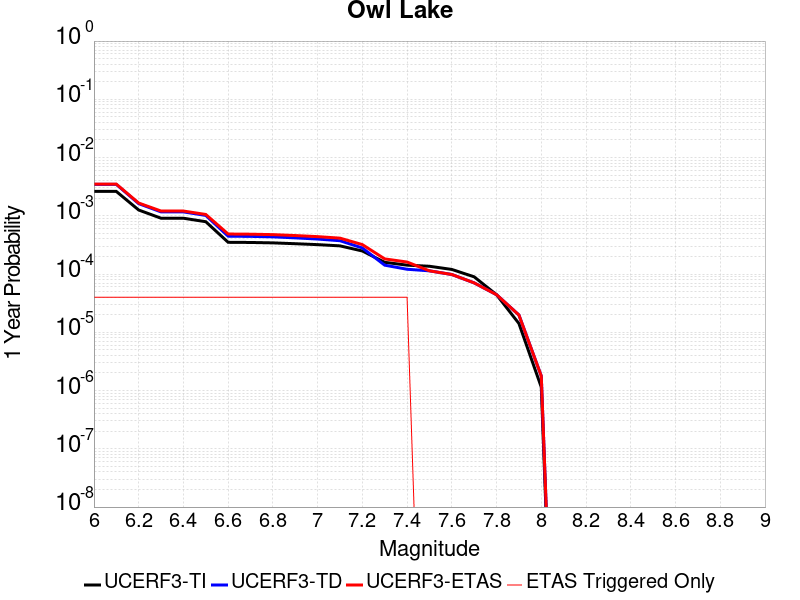 Owl Lake
10^0
10^-1
10^-2
10^-3
10^-4
10^-5
10^-6
10^-7
10^-8
1 Year Probability
6 6.2 6.4 6.6 6.8 7 7.2 7.4 7.6 7.8 8 8.2 8.4 8.6 8.8 9
Magnitude
UCERF3-TI UCERF3-TD UCERF3-ETAS ETAS Triggered Only